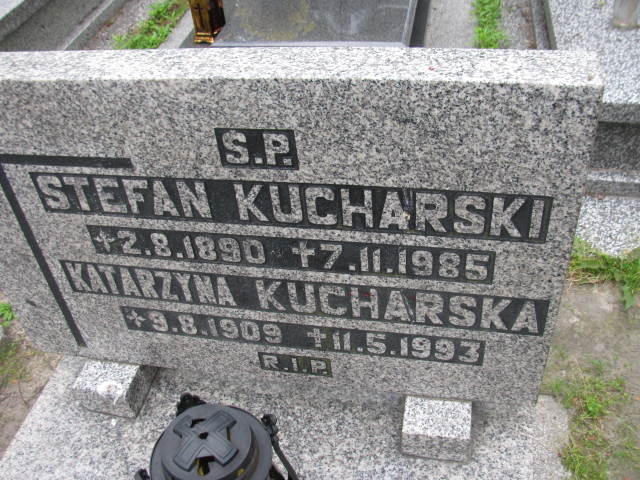 S.P.
STEFAN KUCHARSKI
*2.8.1890 +7.11.1985
KATARZYNA KUCHARSKA
*9.8.1909 +11.5.1993
R.I.P.